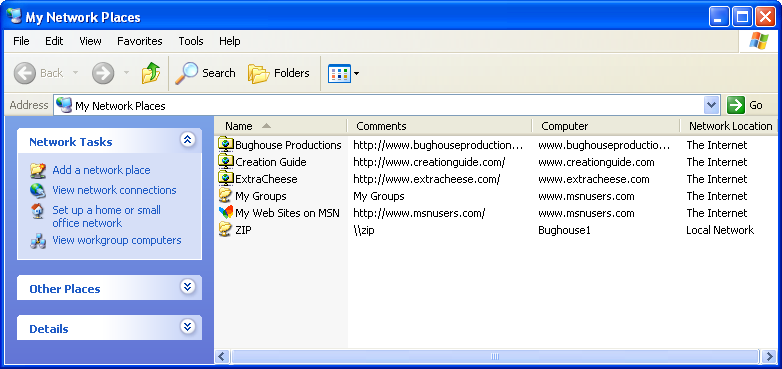 My Network Places
File Edit View Favorites Tools Help
Back Search Folders
Address My Network Places Go
Network Tasks
Add a network place
View network connections
Set up a home or small
office network
View workgroup computers
Other Places
Details
Name Comments Computer Network Location
Bughouse Productions http://www.bughouseproduction... www.bughouseproductio... The Internet
Creation Guide http://www.creationguide.com/ www.creationguide.com The Internet
ExtraCheese http://www.extracheese.com/ www.extracheese.com The Internet
My Groups My Groups www.msnusers.com The Internet
My Web Sites on MSN http://www.msnusers.com/ www.msnusers.com The Internet
ZIP \\zip Bughouse1 Local Network